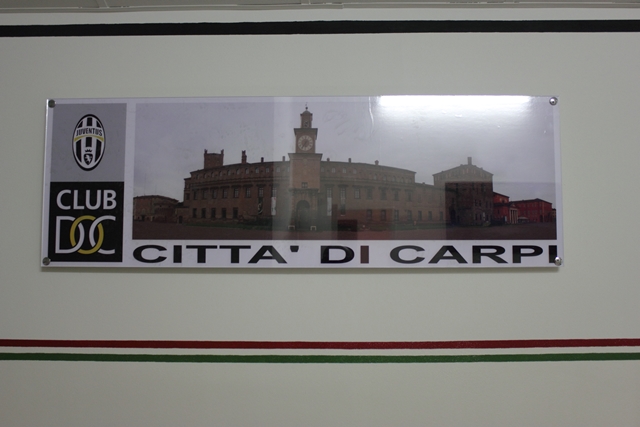 JUVENTUS
CLUB
DOC
CITTA' DI CARPI